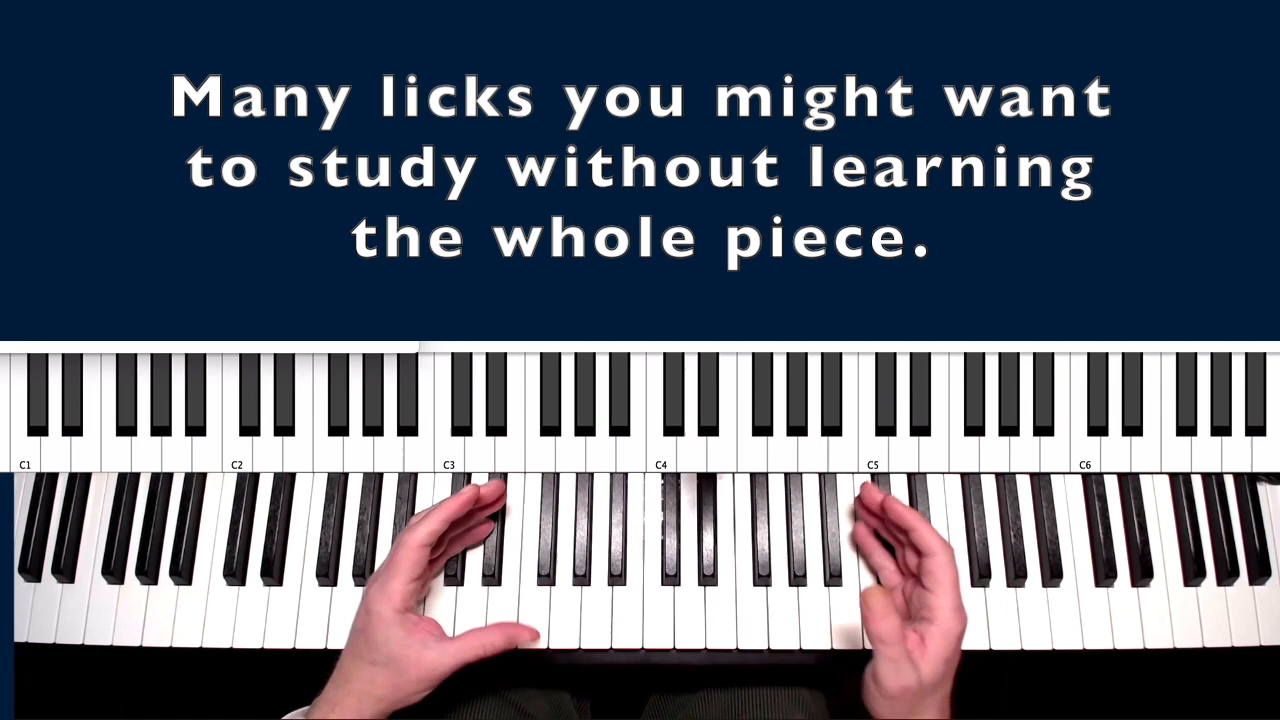 Many licks you might want
to study without learning
the whole piece.
C1 C2 C3 C4 C5 C6